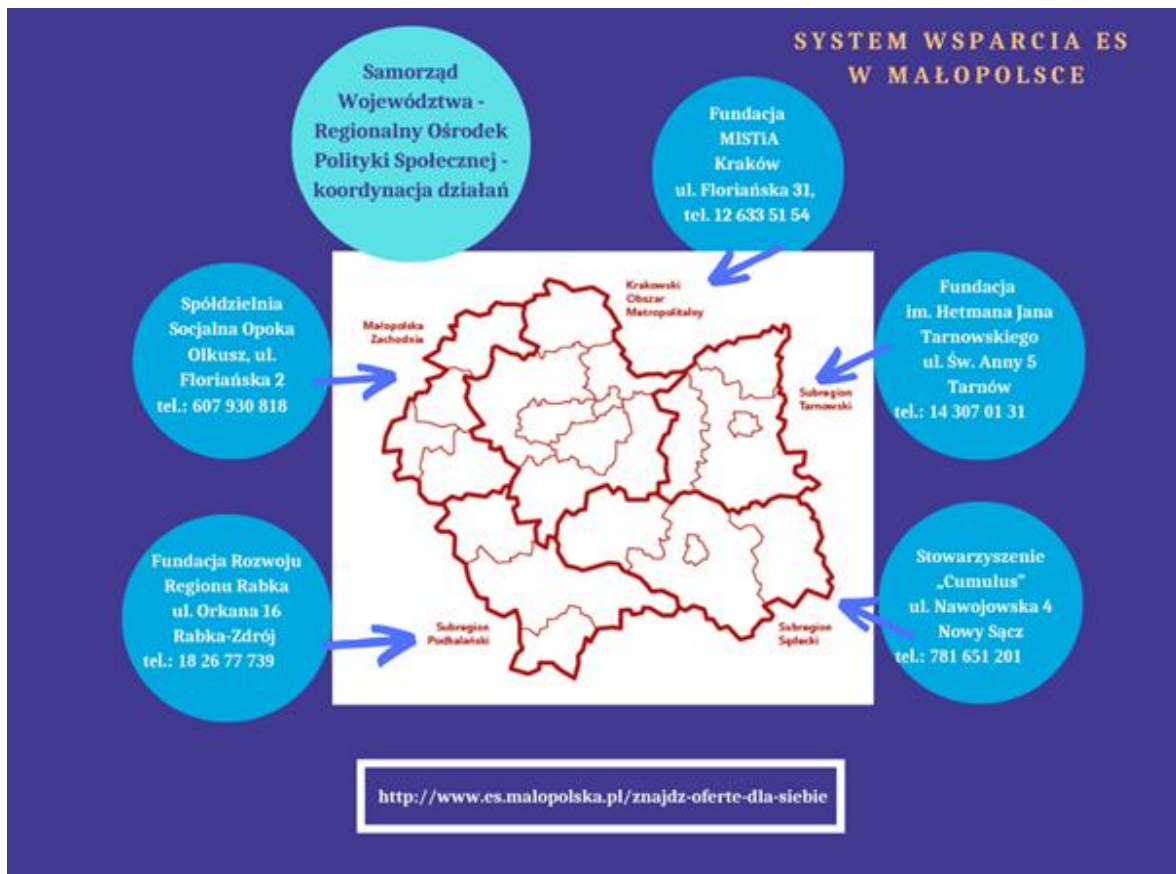 SYSTEM WSPARCIA ES
W MAŁOPOLSCE
Samorząd
Województwa -
Regionalny Ośrodek
Polityki Społecznej -
koordynacja działań
Fundacja
MISTiA
Kraków
ul. Floriańska 31,
tel. 12 633 51 54
Spółdzielnia
Socjalna Opoka
Olkusz, ul.
Floriańska 2
tel.: 607 930 818
Małopolska
Zachodnia
Krakowski
Obszar
Metropolitalny
Fundacja
im. Hetmana Jana
Tarnowskiego
ul. Św. Anny 5
Tarnów
tel.: 14 307 01 31
Subregion
Tarnowski
Fundacja Rozwoju
Regionu Rabka
ul. Orkana 16
Rabka-Zdrój
tel.: 18 26 77 739
Subregion
Podhalański
Subregion
Sądecki
Stowarzyszenie
„Cumulus”
ul. Nawojowska 4
Nowy Sącz
tel.: 781 651 201
http://www.es.malopolska.pl/znajdz-oferte-dla-siebie